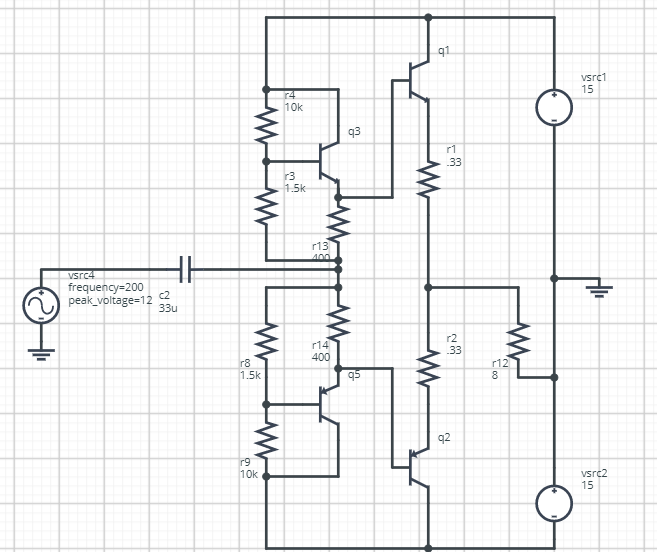 q1
vsrc1
15
r4
10k
q3
r1
.33
r3
1.5k
r13
400
vsrc4
frequency=200
peak_voltage=12
c2
33u
r14
400
r2
.33
r8
1.5k
q5
r12
8
q2
r9
10k
vsrc2
15
+
-
+
-
+
-
+